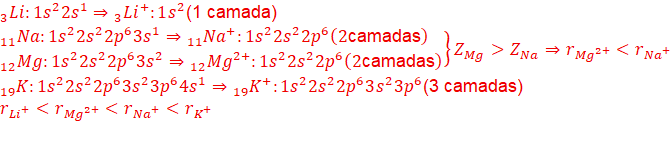 ₃Li: 1s²2s¹ ⇒ ₃Li⁺: 1s²(1 camada)
₁₁Na: 1s²2s²2p⁶3s¹ ⇒ ₁₁Na⁺: 1s²2s²2p⁶(2camadas)
₁₂Mg: 1s²2s²2p⁶3s² ⇒ ₁₂Mg²⁺: 1s²2s²2p⁶(2camadas)} Z_Mg > Z_Na ⇒ r_Mg²⁺ < r_Na⁺
₁₉K: 1s²2s²2p⁶3s²3p⁶4s¹ ⇒ ₁₉K⁺: 1s²2s²2p⁶3s²3p⁶(3 camadas)
r_Li⁺ < r_Mg²⁺ < r_Na⁺ < r_K⁺